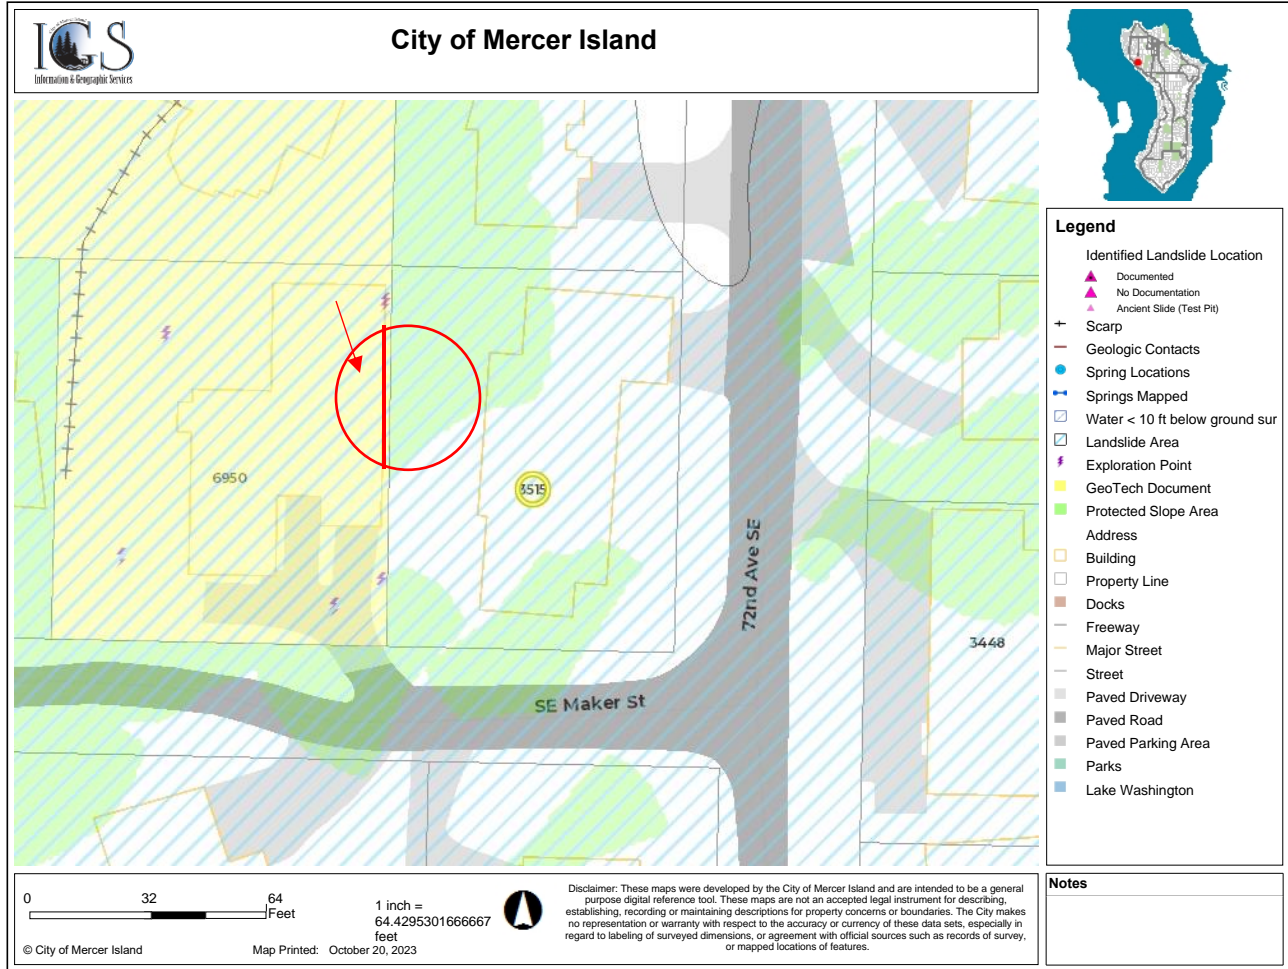 City of Mercer Island
IGS
Information & Geographic Services
City of Mercer Island
6950
3515
72nd Ave SE
3448
SE Maker St
Legend
Identified Landslide Location
Documented
No Documentation
Ancient Slide (Test Pit)
Scarp
Geologic Contacts
Spring Locations
Springs Mapped
Water < 10 ft below ground sur
Landslide Area
Exploration Point
GeoTech Document
Protected Slope Area
Address
Building
Property Line
Docks
Freeway
Major Street
Street
Paved Driveway
Paved Road
Paved Parking Area
Parks
Lake Washington
0 32 64
Feet
1 inch =
64.4295301666667
feet
© City of Mercer Island Map Printed: October 20, 2023
Disclaimer: These maps were developed by the City of Mercer Island and are intended to be a general
purpose digital reference tool. These maps are not an accepted legal instrument for describing,
establishing, recording or maintaining descriptions for property concerns or boundaries. The City makes
no representation or warranty with respect to the accuracy or currency of these data sets, especially in
regard to labeling of surveyed dimensions, or agreement with official sources such as records of survey,
or mapped locations of features.
Notes